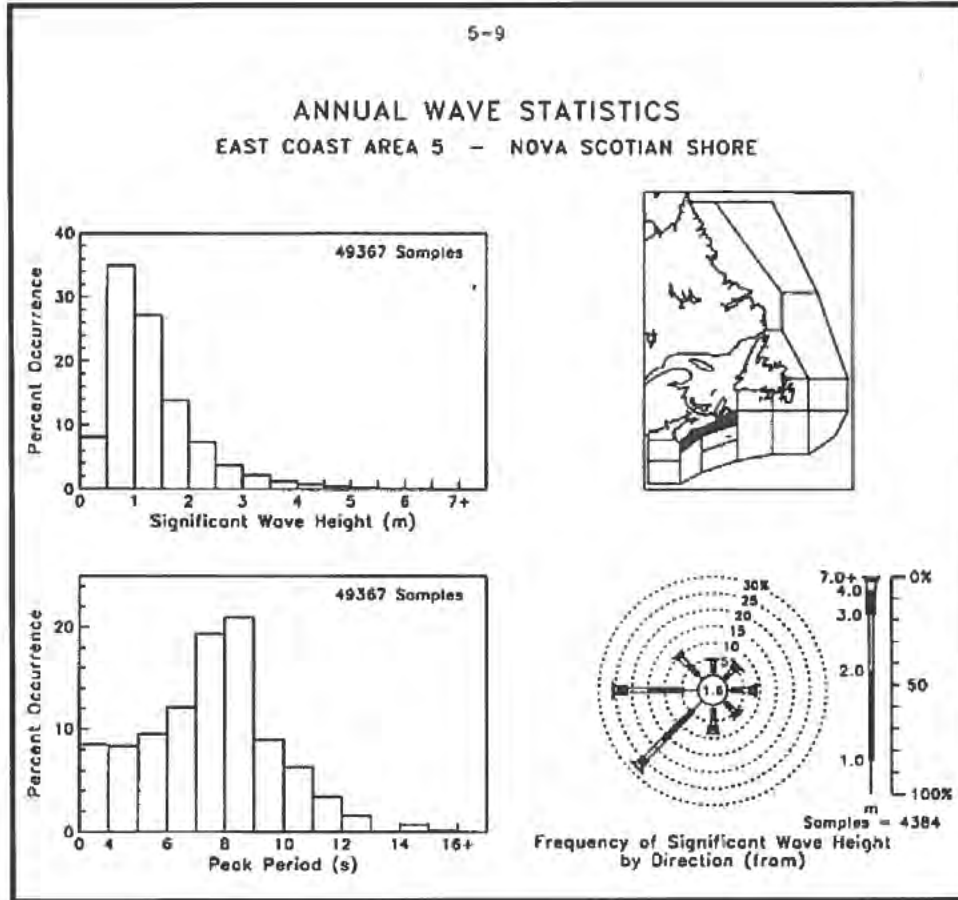 5-9
ANNUAL WAVE STATISTICS
EAST COAST AREA 5 – NOVA SCOTIAN SHORE
49367 Samples
Percent Occurrence
40
30
20
10
0
0 1 2 3 4 5 6 7+
Significant Wave Height (m)
49367 Samples
Percent Occurrence
20
10
0
0 4 6 8 10 12 14 16+
Peak Period (s)
30%
25
20
15
10
5
1.6
7.0+ 0%
4.0
3.0
2.0 50
1.0
100%
m
Samples = 4384
Frequency of Significant Wave Height
by Direction (from)